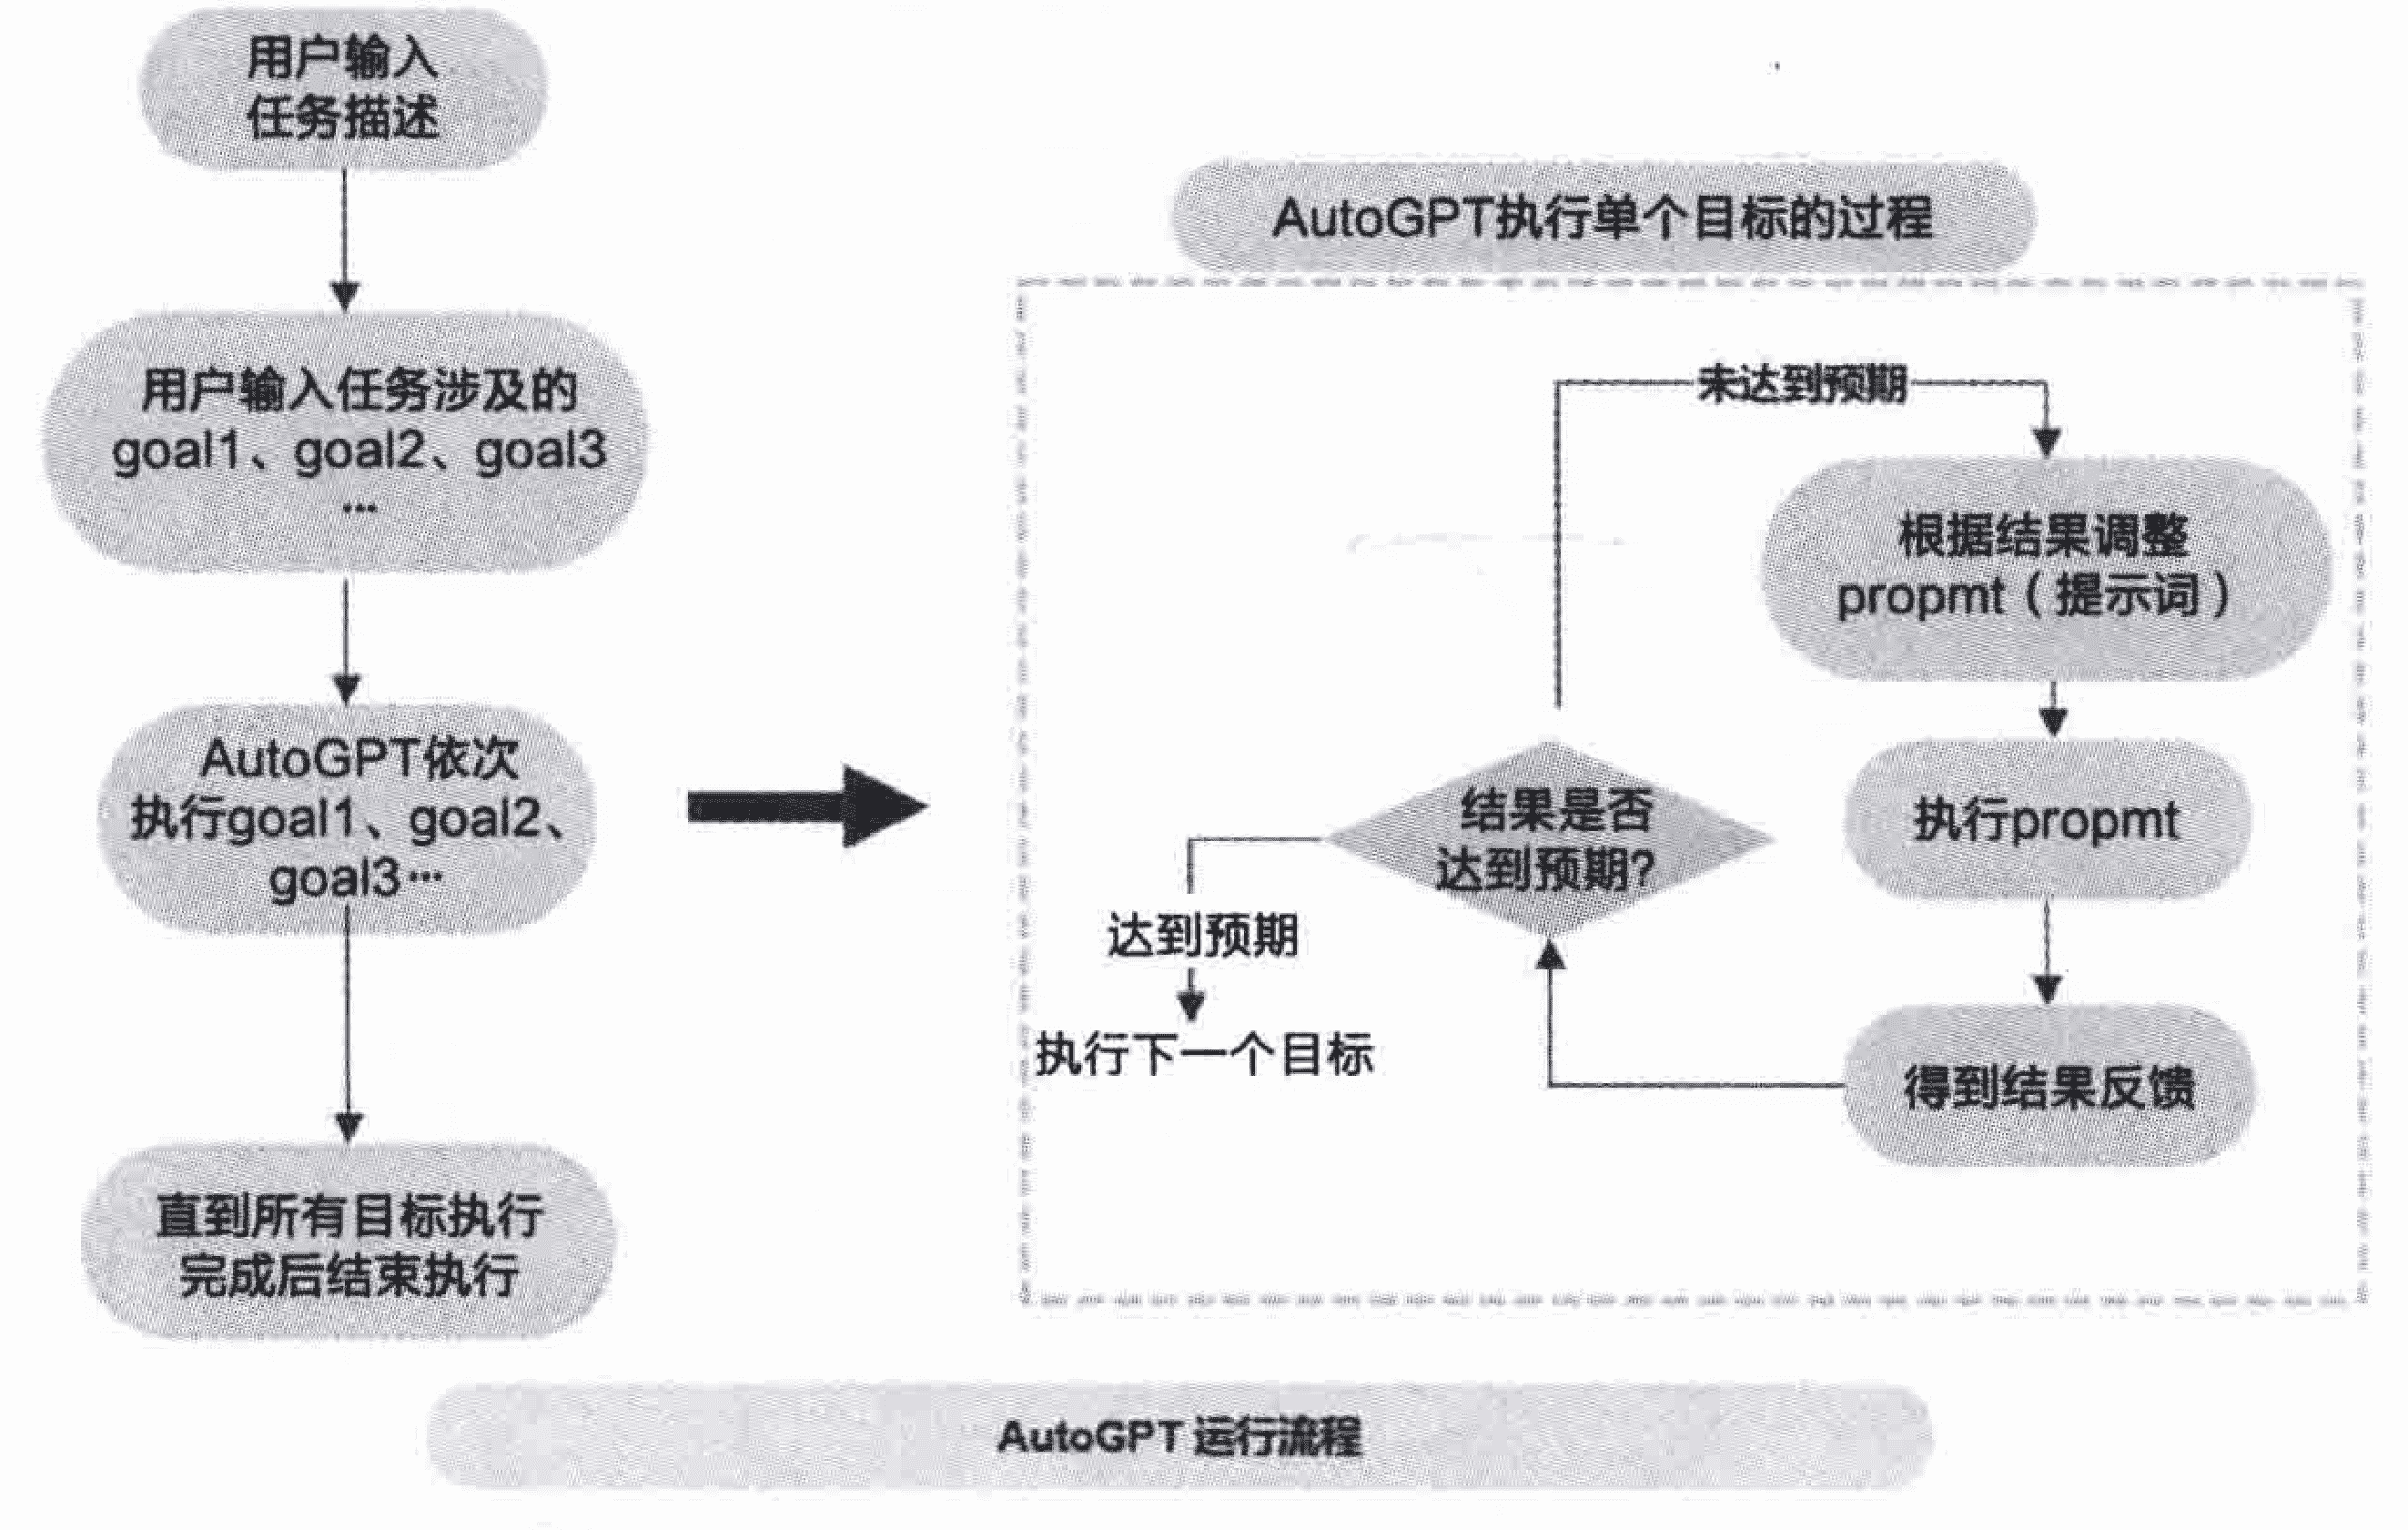 用户输入
任务描述
用户输入任务涉及的
goal1、goal2、goal3
…
AutoGPT依次
执行goal1、goal2、
goal3…
直到所有目标执行
完成后结束执行
AutoGPT执行单个目标的过程
未达到预期
根据结果调整
propmt（提示词）
执行propmt
得到结果反馈
结果是否
达到预期?
达到预期
执行下一个目标
AutoGPT 运行流程